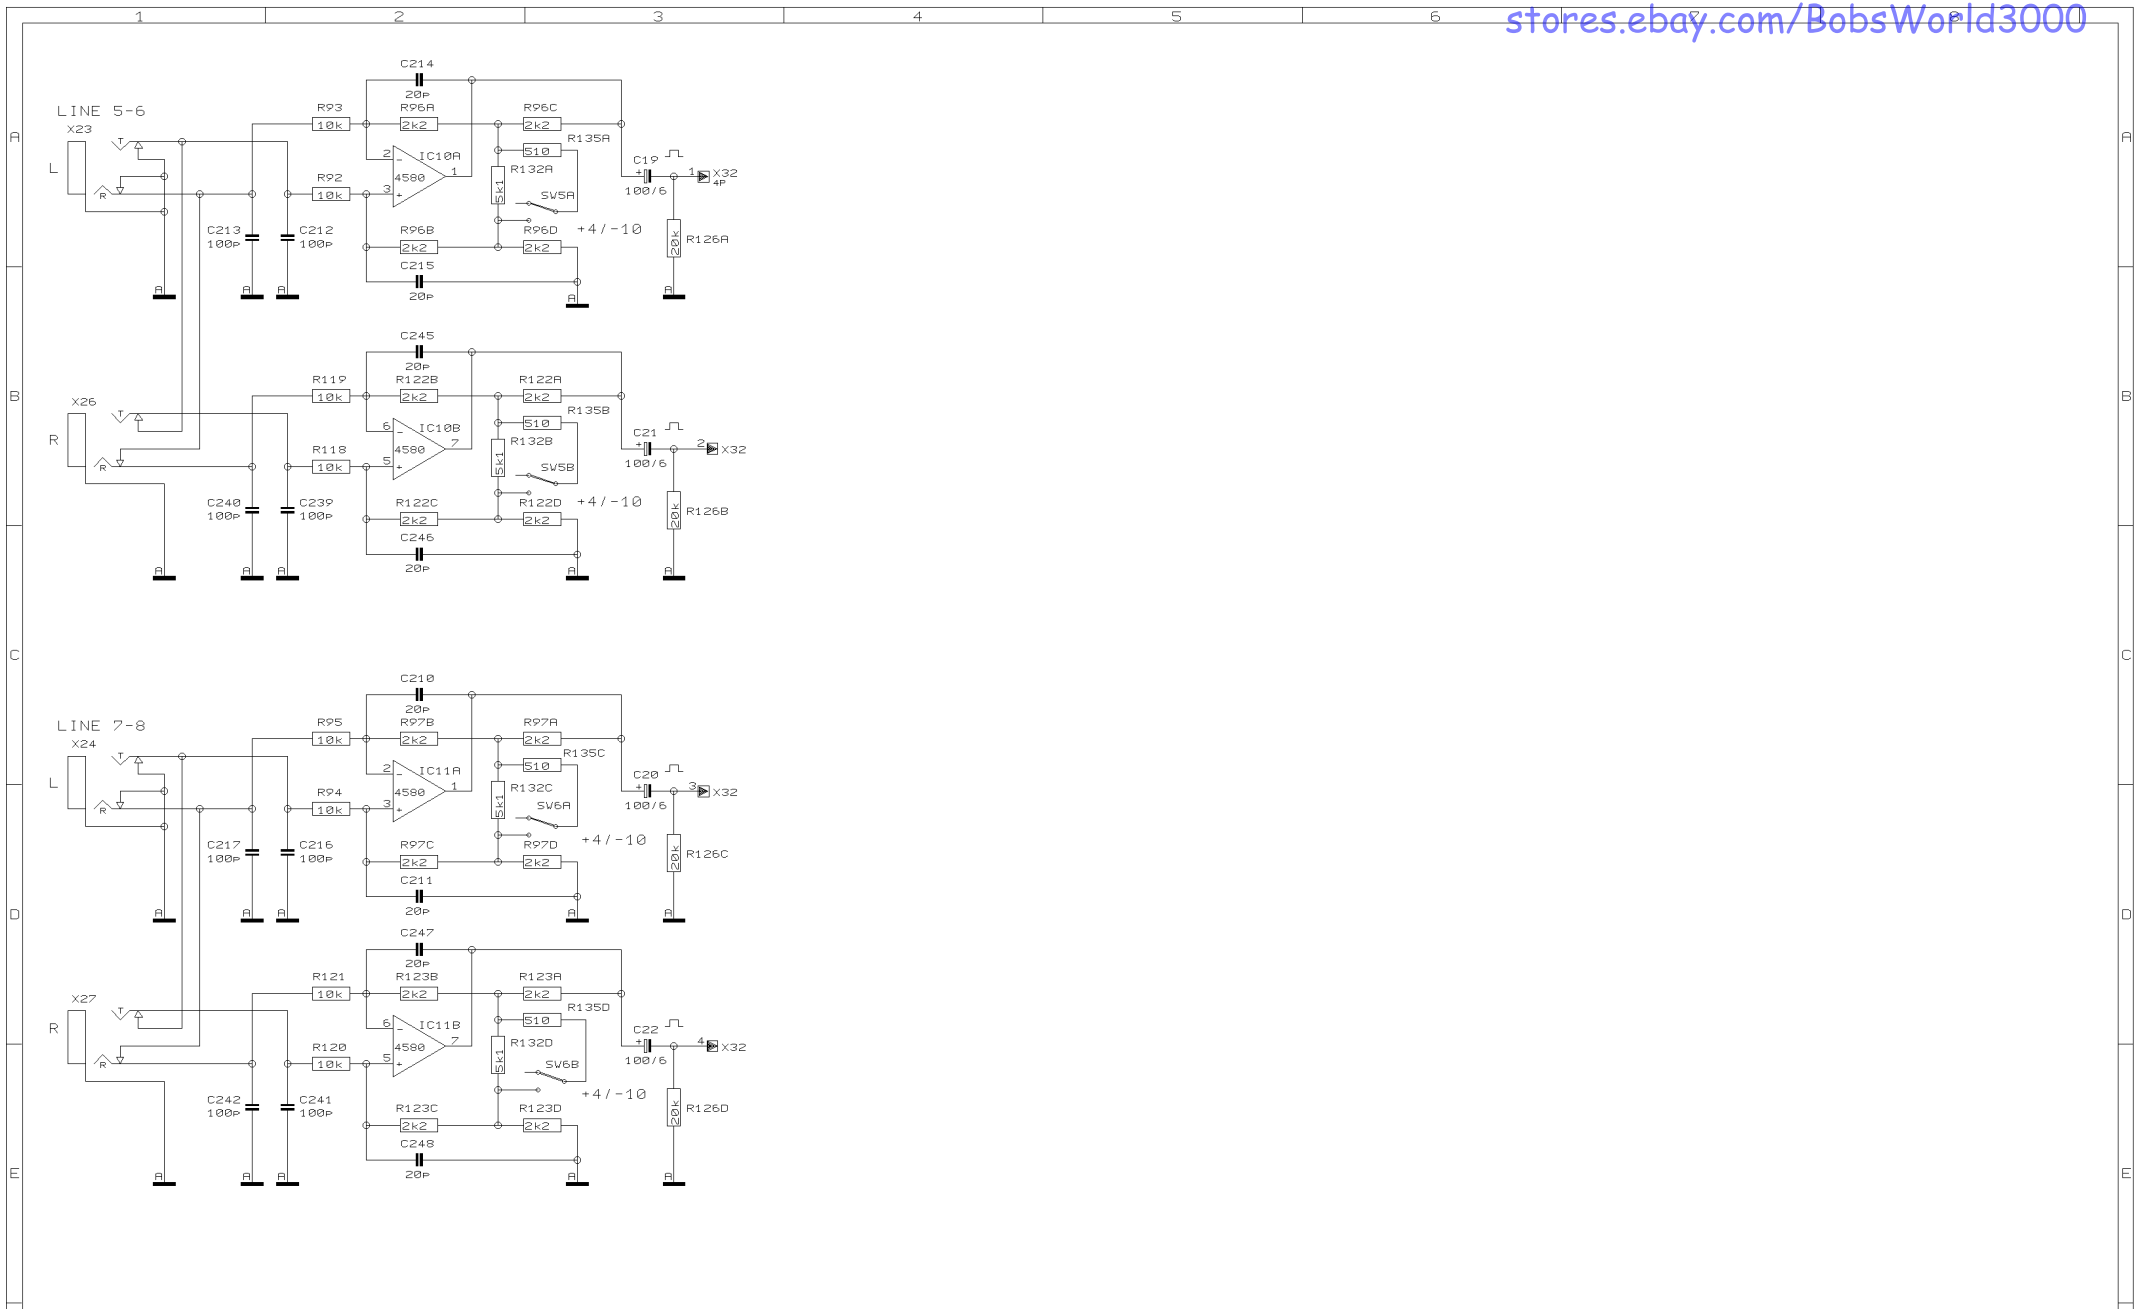 1 2 3 4 5 6 7 8
stores.ebay.com/BobsWorld3000
A
A
LINE 5-6
X23
T
L
R
C214
20p
R93
10k
R96A
2k2
R96C
2k2
R135A
510
2
-
IC10A
4580
1
3
+
R92
10k
R132A
5k1
SW5A
+4/-10
C19
+
100/6
1
X32
4P
C213
100p
C212
100p
R96B
2k2
R96D
2k2
R126A
20k
C215
20p
A
A
A
A
A
B
B
X26
T
R
R
C245
20p
R119
10k
R122B
2k2
R122A
2k2
R135B
510
6
-
IC10B
4580
7
5
+
R118
10k
R132B
5k1
SW5B
+4/-10
C21
+
100/6
2
X32
C240
100p
C239
100p
R122C
2k2
R122D
2k2
R126B
20k
C246
20p
A
A
A
A
A
C
C
LINE 7-8
X24
T
L
R
C210
20p
R95
10k
R97B
2k2
R97A
2k2
R135C
510
2
-
IC11A
4580
1
3
+
R94
10k
R132C
5k1
SW6A
+4/-10
C20
+
100/6
3
X32
C217
100p
C216
100p
R97C
2k2
R97D
2k2
R126C
20k
C211
20p
A
A
A
A
A
D
D
X27
T
R
R
C247
20p
R121
10k
R123B
2k2
R123A
2k2
R135D
510
6
-
IC11B
4580
7
5
+
R120
10k
R132D
5k1
SW6B
+4/-10
C22
+
100/6
4
X32
C242
100p
C241
100p
R123C
2k2
R123D
2k2
R126D
20k
C248
20p
A
A
A
A
A
E
E